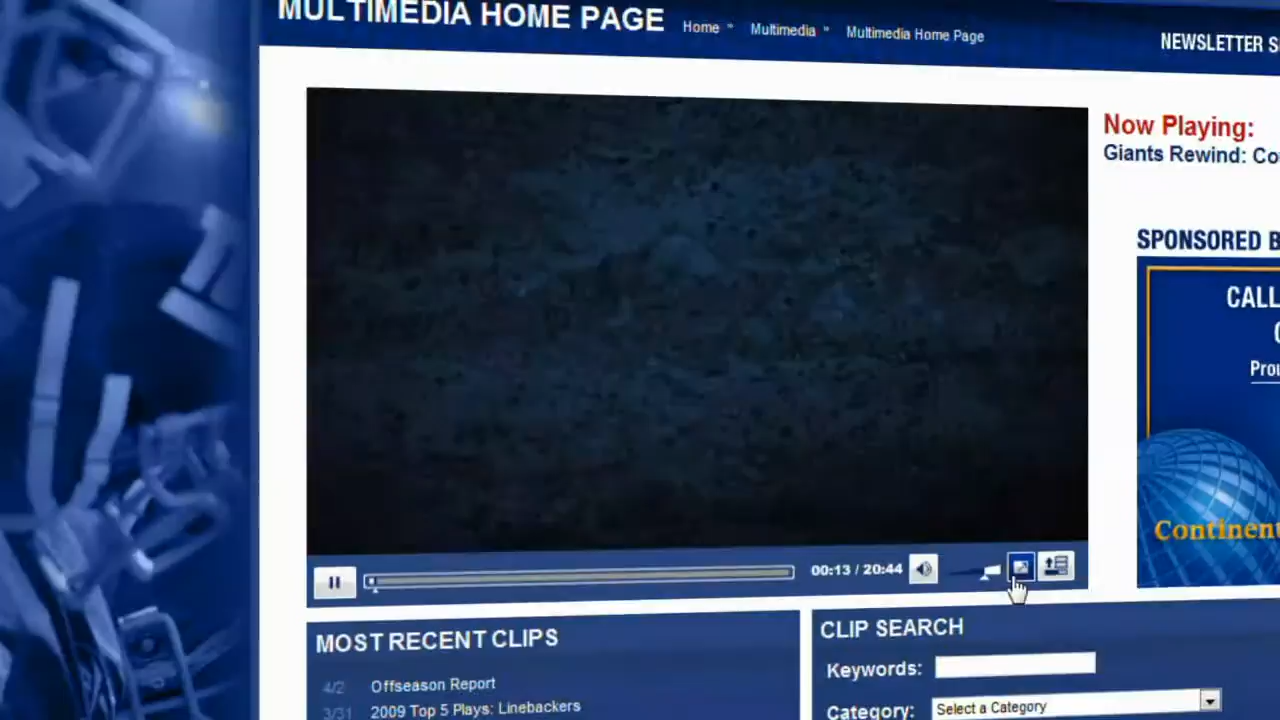 MULTIMEDIA HOME PAGE
Home " Multimedia " Multimedia Home Page
NEWSLETTER
Now Playing:
Giants Rewind:
SPONSORED
CALL
00:13 / 20:44
MOST RECENT CLIPS
4/2 Offseason Report
3/31 2009 Top 5 Plays: Linebackers
CLIP SEARCH
Keywords:
Category: Select a Category